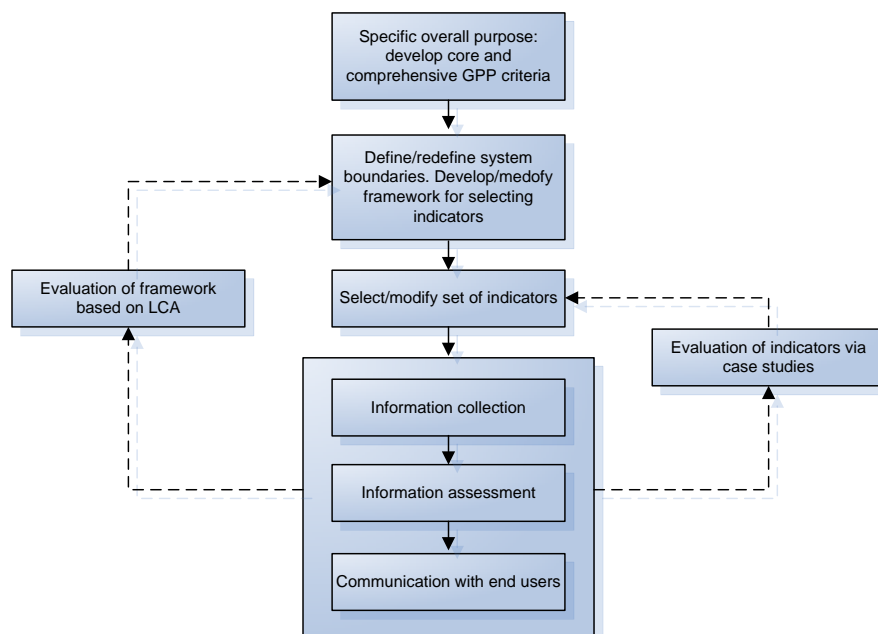 Specific overall purpose:
develop core and
comprehensive GPP criteria
Define/redefine system
boundaries. Develop/medofy
framework for selecting
indicators
Evaluation of framework
based on LCA
Select/modify set of indicators
Evaluation of indicators via
case studies
Information collection
Information assessment
Communication with end users